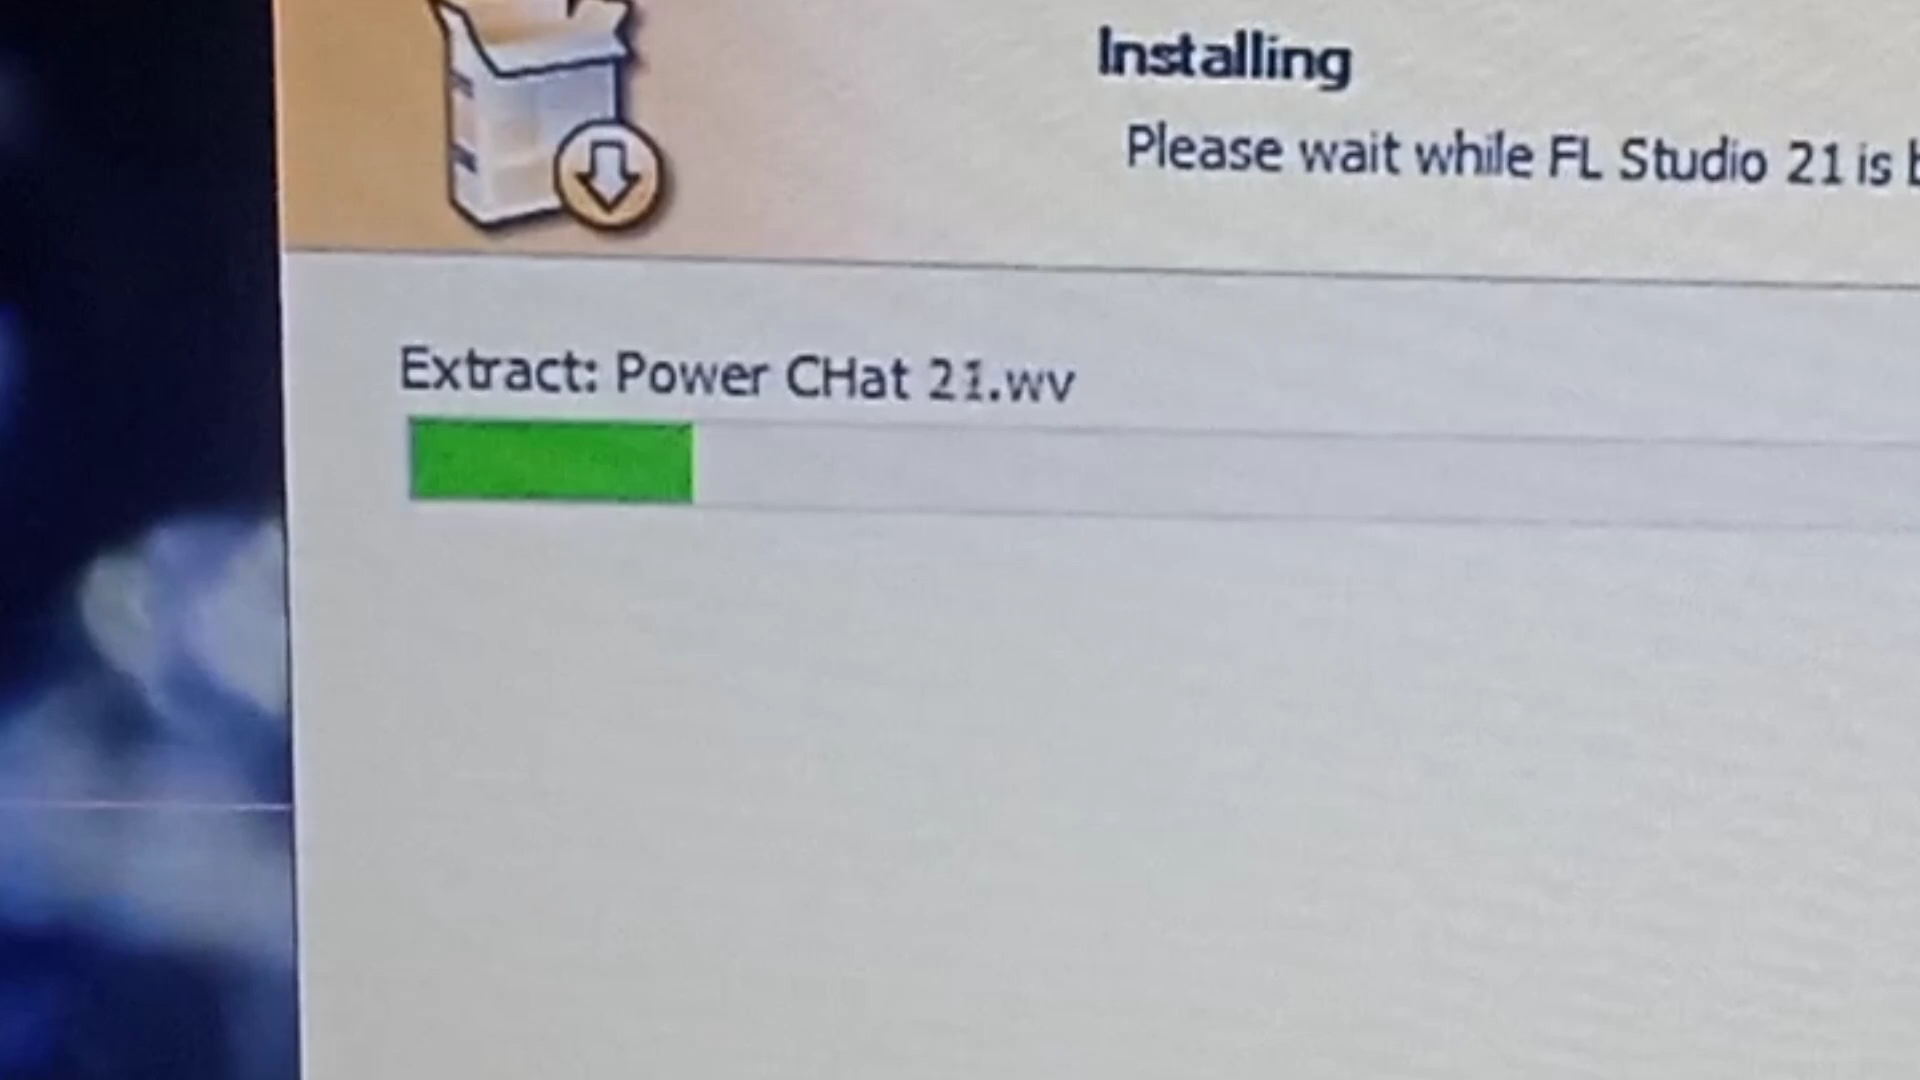 Installing
Please wait while FL Studio 21 is
Extract: Power CHat 21.wv